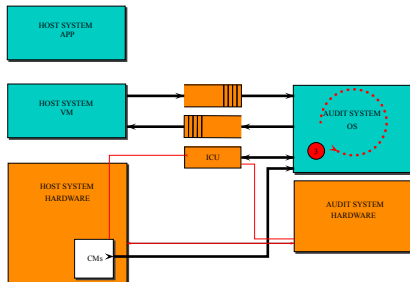 HOST SYSTEM
APP
HOST SYSTEM
VM
AUDIT SYSTEM
OS
ICU
HOST SYSTEM
HARDWARE
AUDIT SYSTEM
HARDWARE
CMs